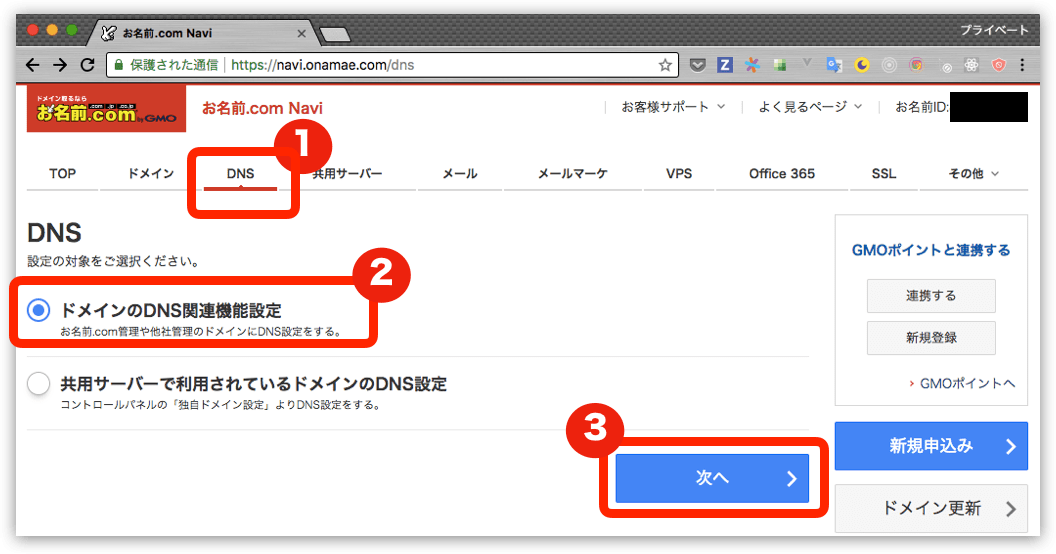 お名前.com Navi
プライベート
保護された通信 | https://navi.onamae.com/dns
ドメイン取るなら
お名前.com by GMO
お名前.com Navi
お客様サポート
よく見るページ
お名前ID:
1
TOP
ドメイン
DNS
共用サーバー
メール
メールマーケ
VPS
Office 365
SSL
その他
DNS
設定の対象をご選択ください。
2
ドメインのDNS関連機能設定
お名前.com管理や他社管理のドメインにDNS設定をする。
共用サーバーで利用されているドメインのDNS設定
コントロールパネルの「独自ドメイン設定」よりDNS設定をする。
3
次へ
GMOポイントと連携する
連携する
新規登録
GMOポイントへ
新規申込み
ドメイン更新